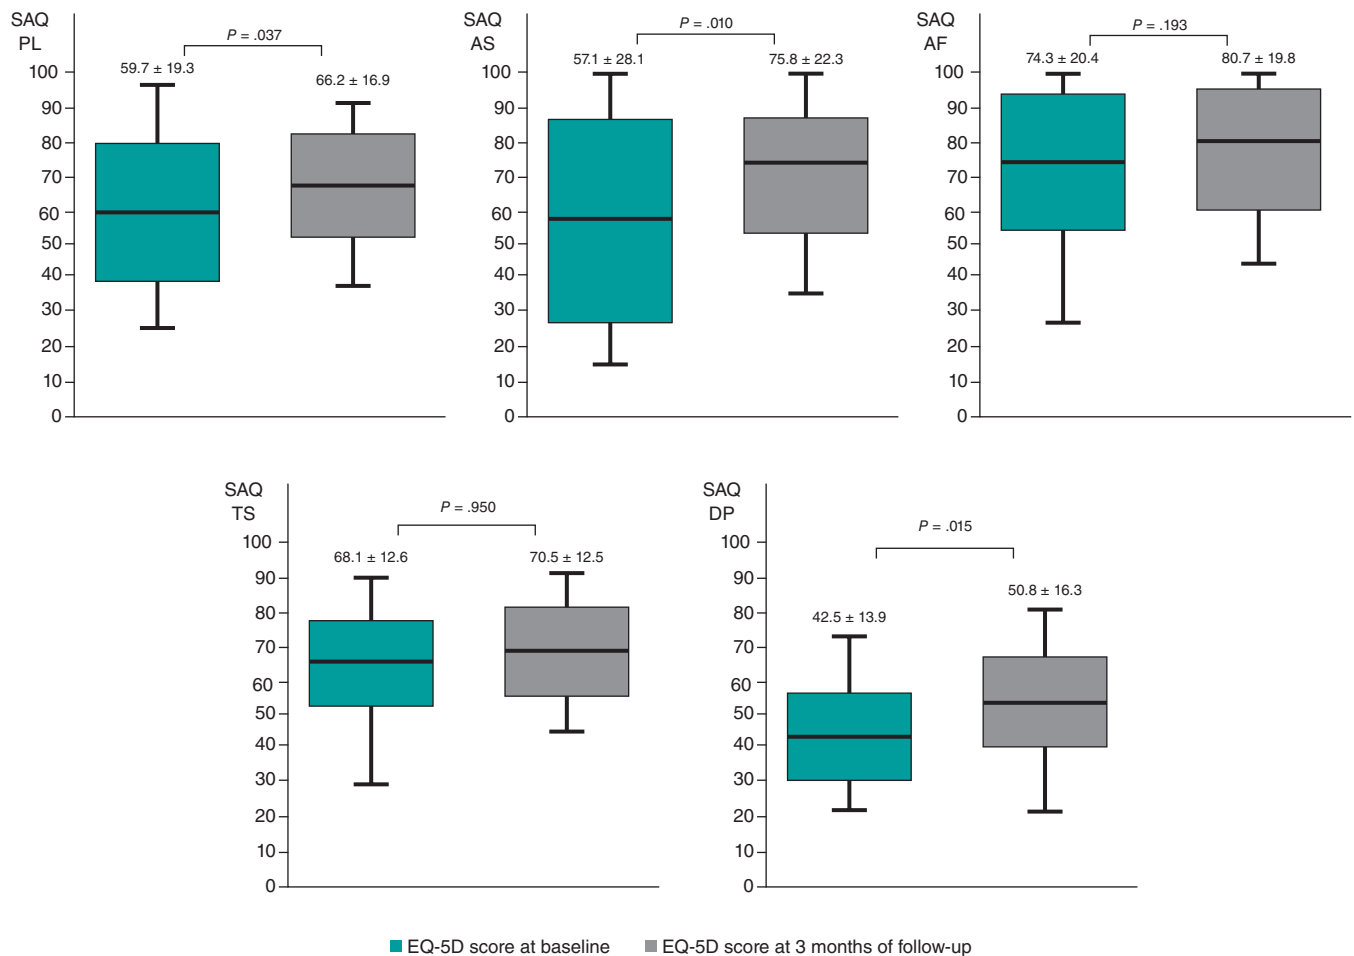 SAQ
PL
P = .037
59.7 ± 19.3
66.2 ± 16.9
100
90
80
70
60
50
40
30
20
10
0
SAQ
AS
P = .010
57.1 ± 28.1
75.8 ± 22.3
100
90
80
70
60
50
40
30
20
10
0
SAQ
AF
P = .193
74.3 ± 20.4
80.7 ± 19.8
100
90
80
70
60
50
40
30
20
10
0
SAQ
TS
P = .950
68.1 ± 12.6
70.5 ± 12.5
100
90
80
70
60
50
40
30
20
10
0
SAQ
DP
P = .015
42.5 ± 13.9
50.8 ± 16.3
100
90
80
70
60
50
40
30
20
10
0
EQ-5D score at baseline
EQ-5D score at 3 months of follow-up